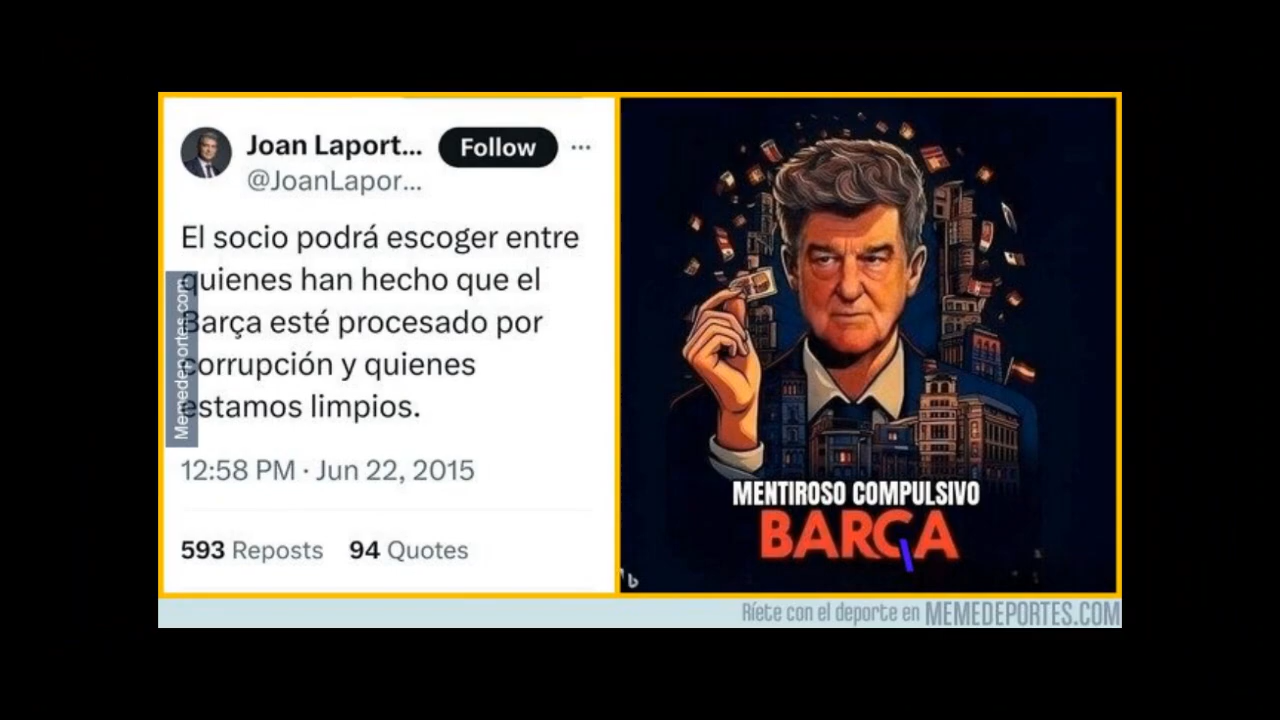 Joan Laport...
Follow
@JoanLapor...
El socio podrá escoger entre
quienes han hecho que el
Barça esté procesado por
corrupción y quienes
estamos limpios.
12:58 PM · Jun 22, 2015
593 Reposts 94 Quotes
Memedeportes.com
MENTIROSO COMPULSIVO
BARÇA
b
Ríete con el deporte en MEMEDEPORTES.COM